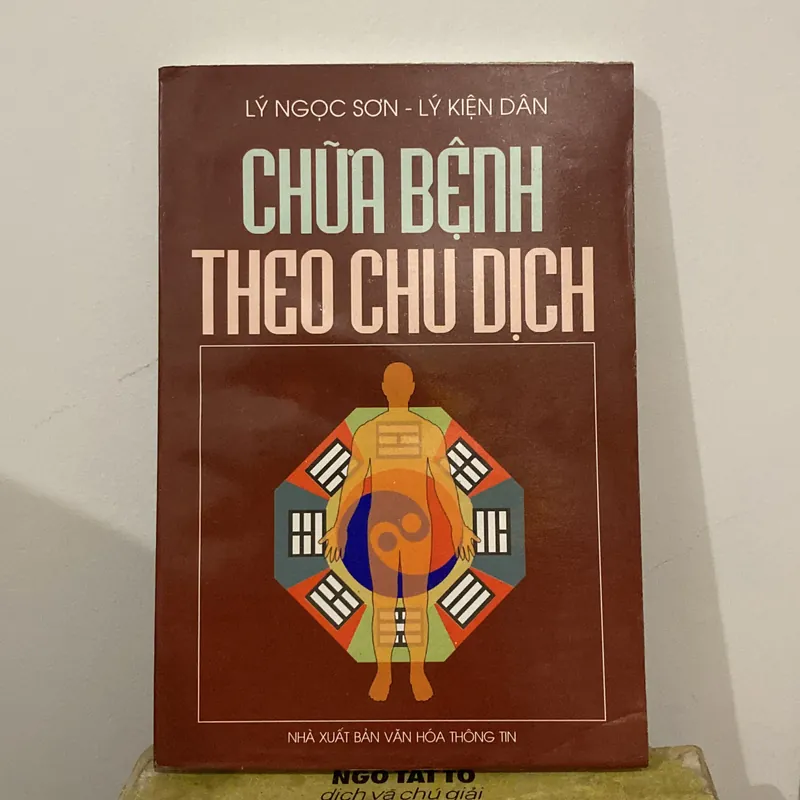 LÝ NGỌC SƠN - LÝ KIỆN DÂN
CHỮA BỆNH
THEO CHU DỊCH
NHÀ XUẤT BẢN VĂN HÓA THÔNG TIN
NGÔ TẤT TỐ
dịch và chú giải